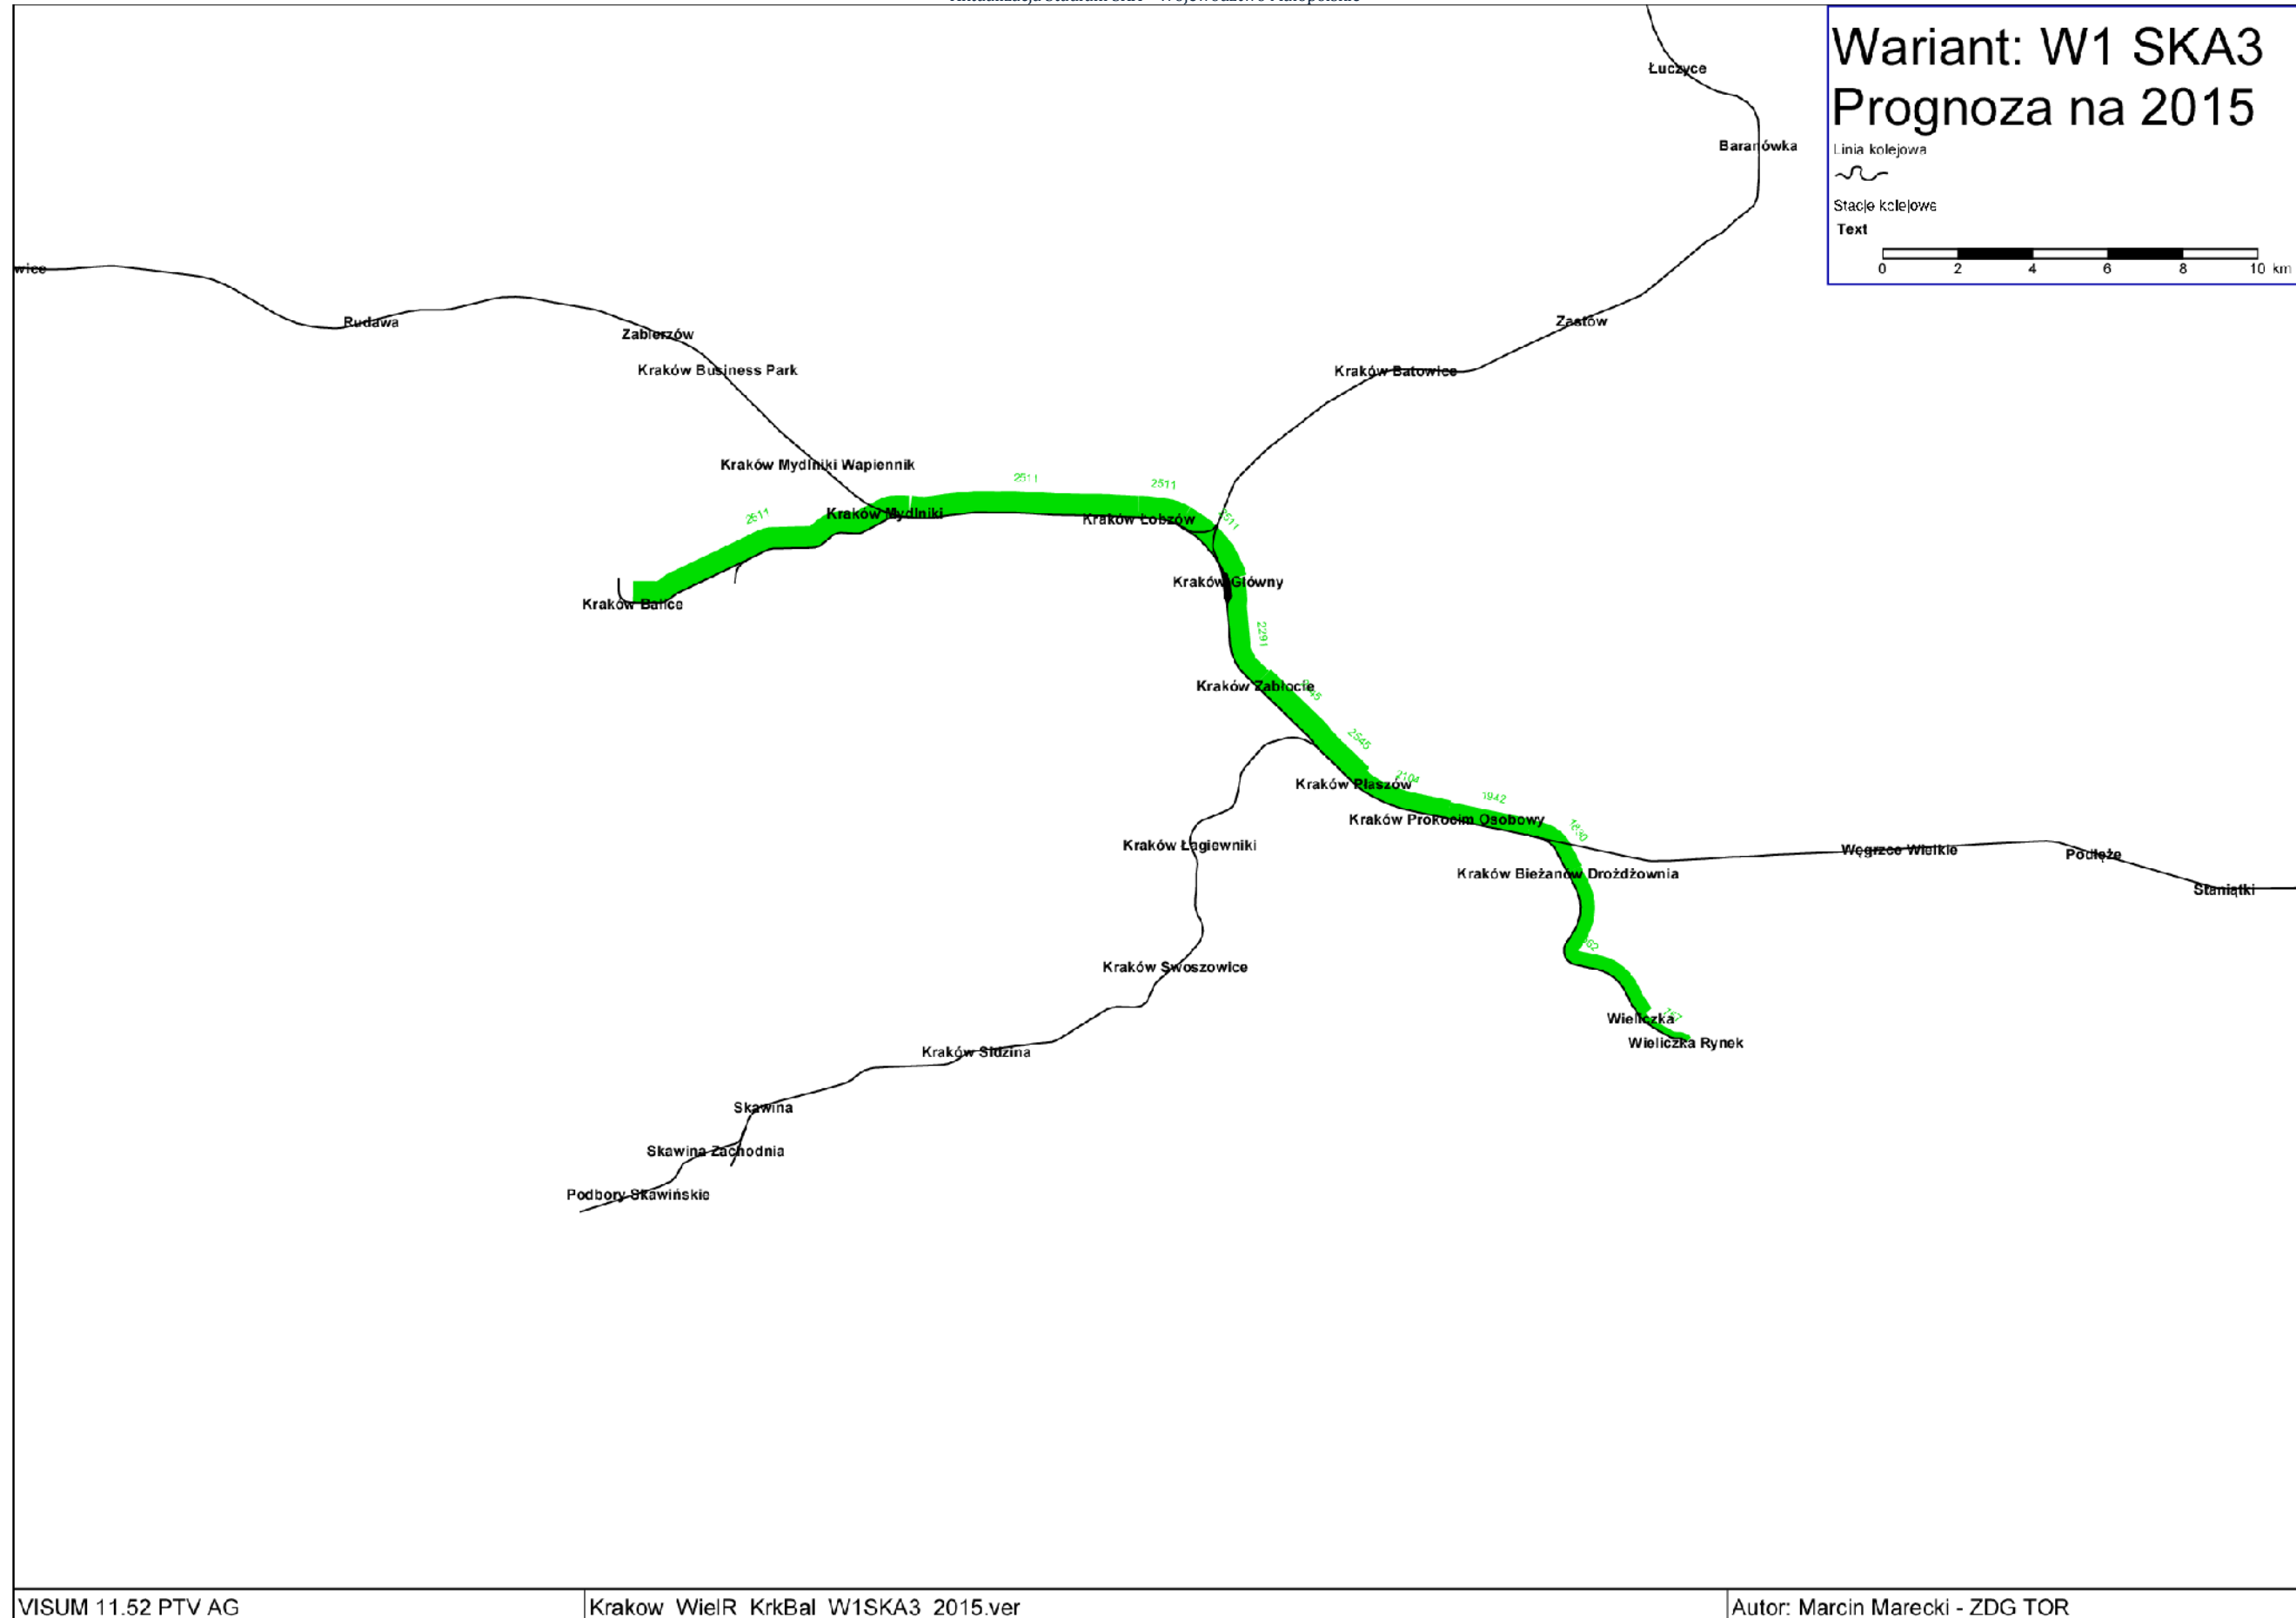 Wariant: W1 SKA3
Prognoza na 2015
Linia kolejowa
Stacje kolejowe
Text
0 2 4 6 8 10 km
Łuczyce
Baranówka
wice
Rudawa
Zabierzów
Zastów
Kraków Business Park
Kraków Batowice
Kraków Mydlniki Wapiennik
2511
2511
2511
Kraków Mydlniki
Kraków Łobzów
2511
Kraków Główny
Kraków Balice
2291
Kraków Zabłocie
2545
Kraków Płaszów
2104
1942
Kraków Prokocim Osobowy
1830
Kraków Łagiewniki
Węgrzce Wielkie
Podłęże
Kraków Bieżanów Drożdżownia
Staniątki
Kraków Swoszowice
Wieliczka
Wieliczka Rynek
Kraków Sidzina
Skawina
Skawina Zachodnia
Podbory Skawińskie
VISUM 11.52 PTV AG
Krakow_WielR_KrkBal_W1SKA3_2015.ver
Autor: Marcin Marecki - ZDG TOR